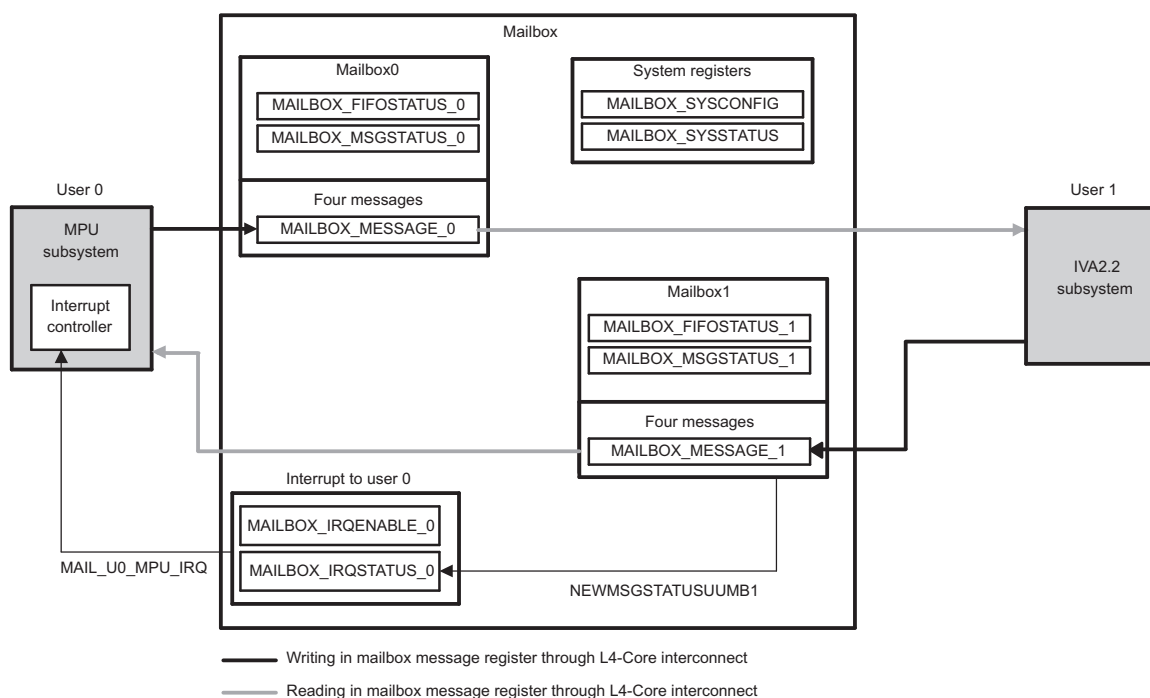 Mailbox
Mailbox0
MAILBOX_FIFOSTATUS_0
MAILBOX_MSGSTATUS_0
System registers
MAILBOX_SYSCONFIG
MAILBOX_SYSSTATUS
User 0
MPU
subsystem
Interrupt
controller
Four messages
MAILBOX_MESSAGE_0
User 1
IVA2.2
subsystem
Mailbox1
MAILBOX_FIFOSTATUS_1
MAILBOX_MSGSTATUS_1
Four messages
MAILBOX_MESSAGE_1
Interrupt to user 0
MAILBOX_IRQENABLE_0
MAILBOX_IRQSTATUS_0
MAIL_U0_MPU_IRQ
NEWMSGSTATUSUUMB1
Writing in mailbox message register through L4-Core interconnect
Reading in mailbox message register through L4-Core interconnect